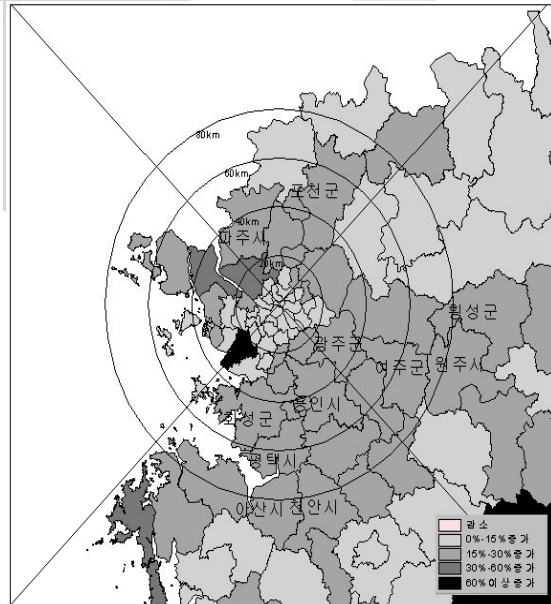 80km
60km
포천군
40km
파주시
20km
횡성군
광주군
여주군
원주시
용인시
화성군
평택시
아산시
천안시
감소
0%-15%증가
15%-30%증가
30%-60%증가
60%이상증가